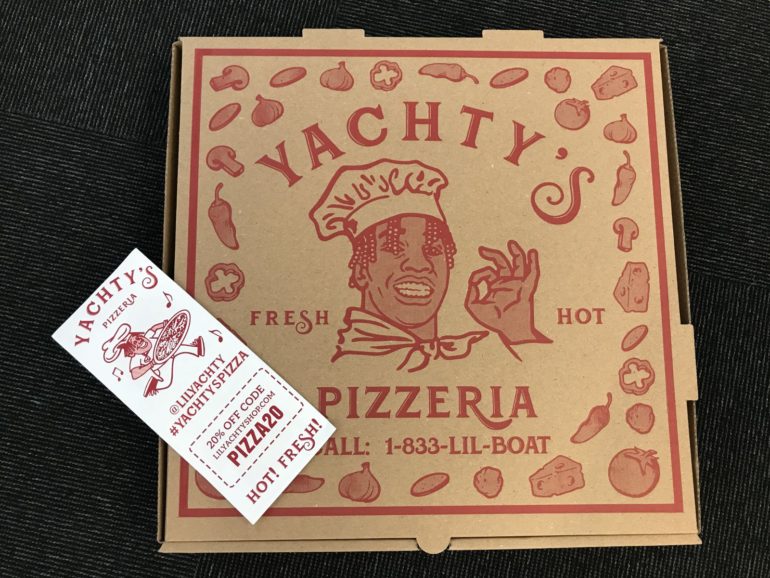 YACHTY'S
FRESH HOT
PIZZERIA
ALL: 1-833-LIL-BOAT
YACHTY'S
PIZZERIA
@LILYACHTY
#YACHTYSPIZZA
20% OFF CODE
LILYACHTYSHOP.COM
PIZZA20
HOT! FRESH!